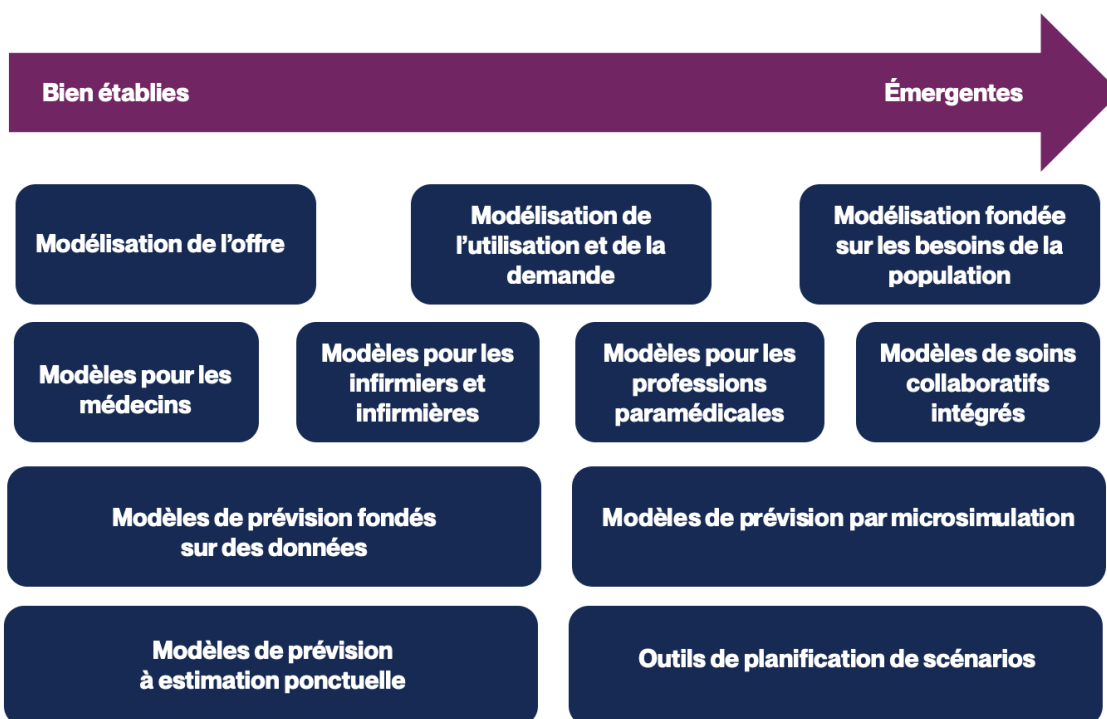 Bien établies
Émergentes
Modélisation de l'offre
Modélisation de
l'utilisation et de la
demande
Modélisation fondée
sur les besoins de la
population
Modèles pour les
médecins
Modèles pour les
infirmiers et
infirmières
Modèles pour les
professions
paramédicales
Modèles de soins
collaboratifs
intégrés
Modèles de prévision fondés
sur des données
Modèles de prévision par microsimulation
Modèles de prévision
à estimation ponctuelle
Outils de planification de scénarios